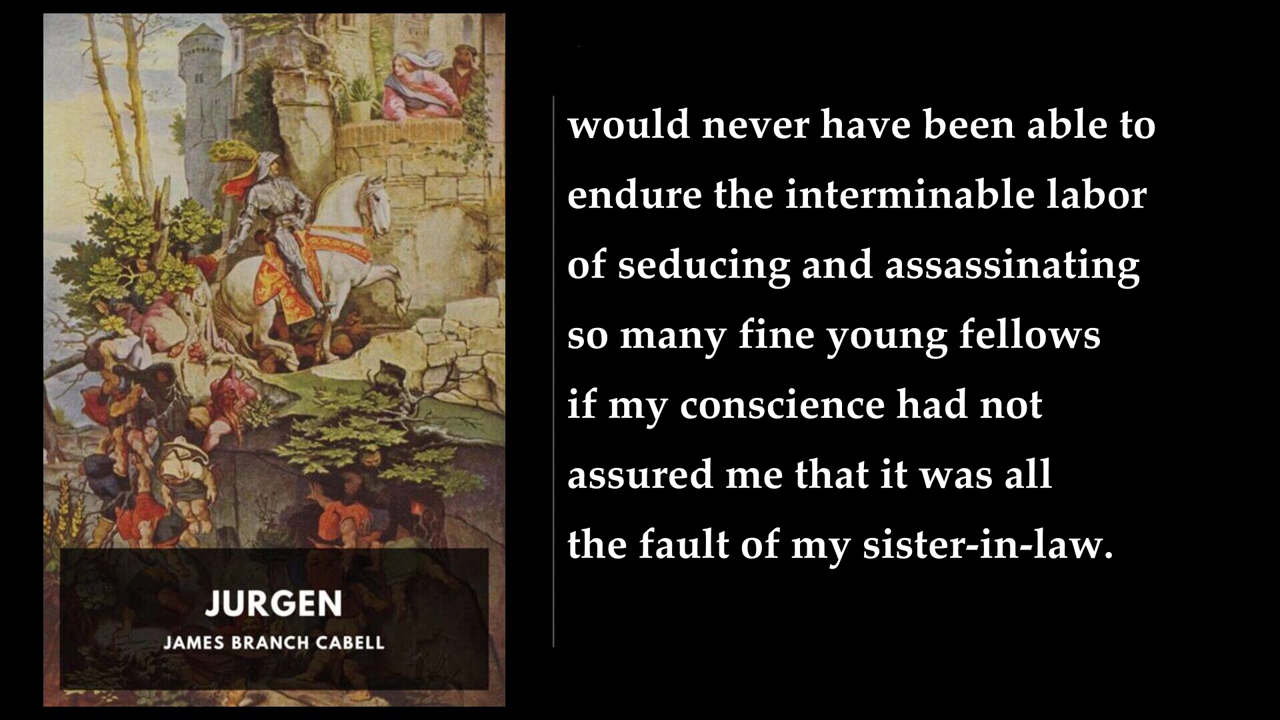 JURGEN
JAMES BRANCH CABELL
would never have been able to
endure the interminable labor
of seducing and assassinating
so many fine young fellows
if my conscience had not
assured me that it was all
the fault of my sister-in-law.